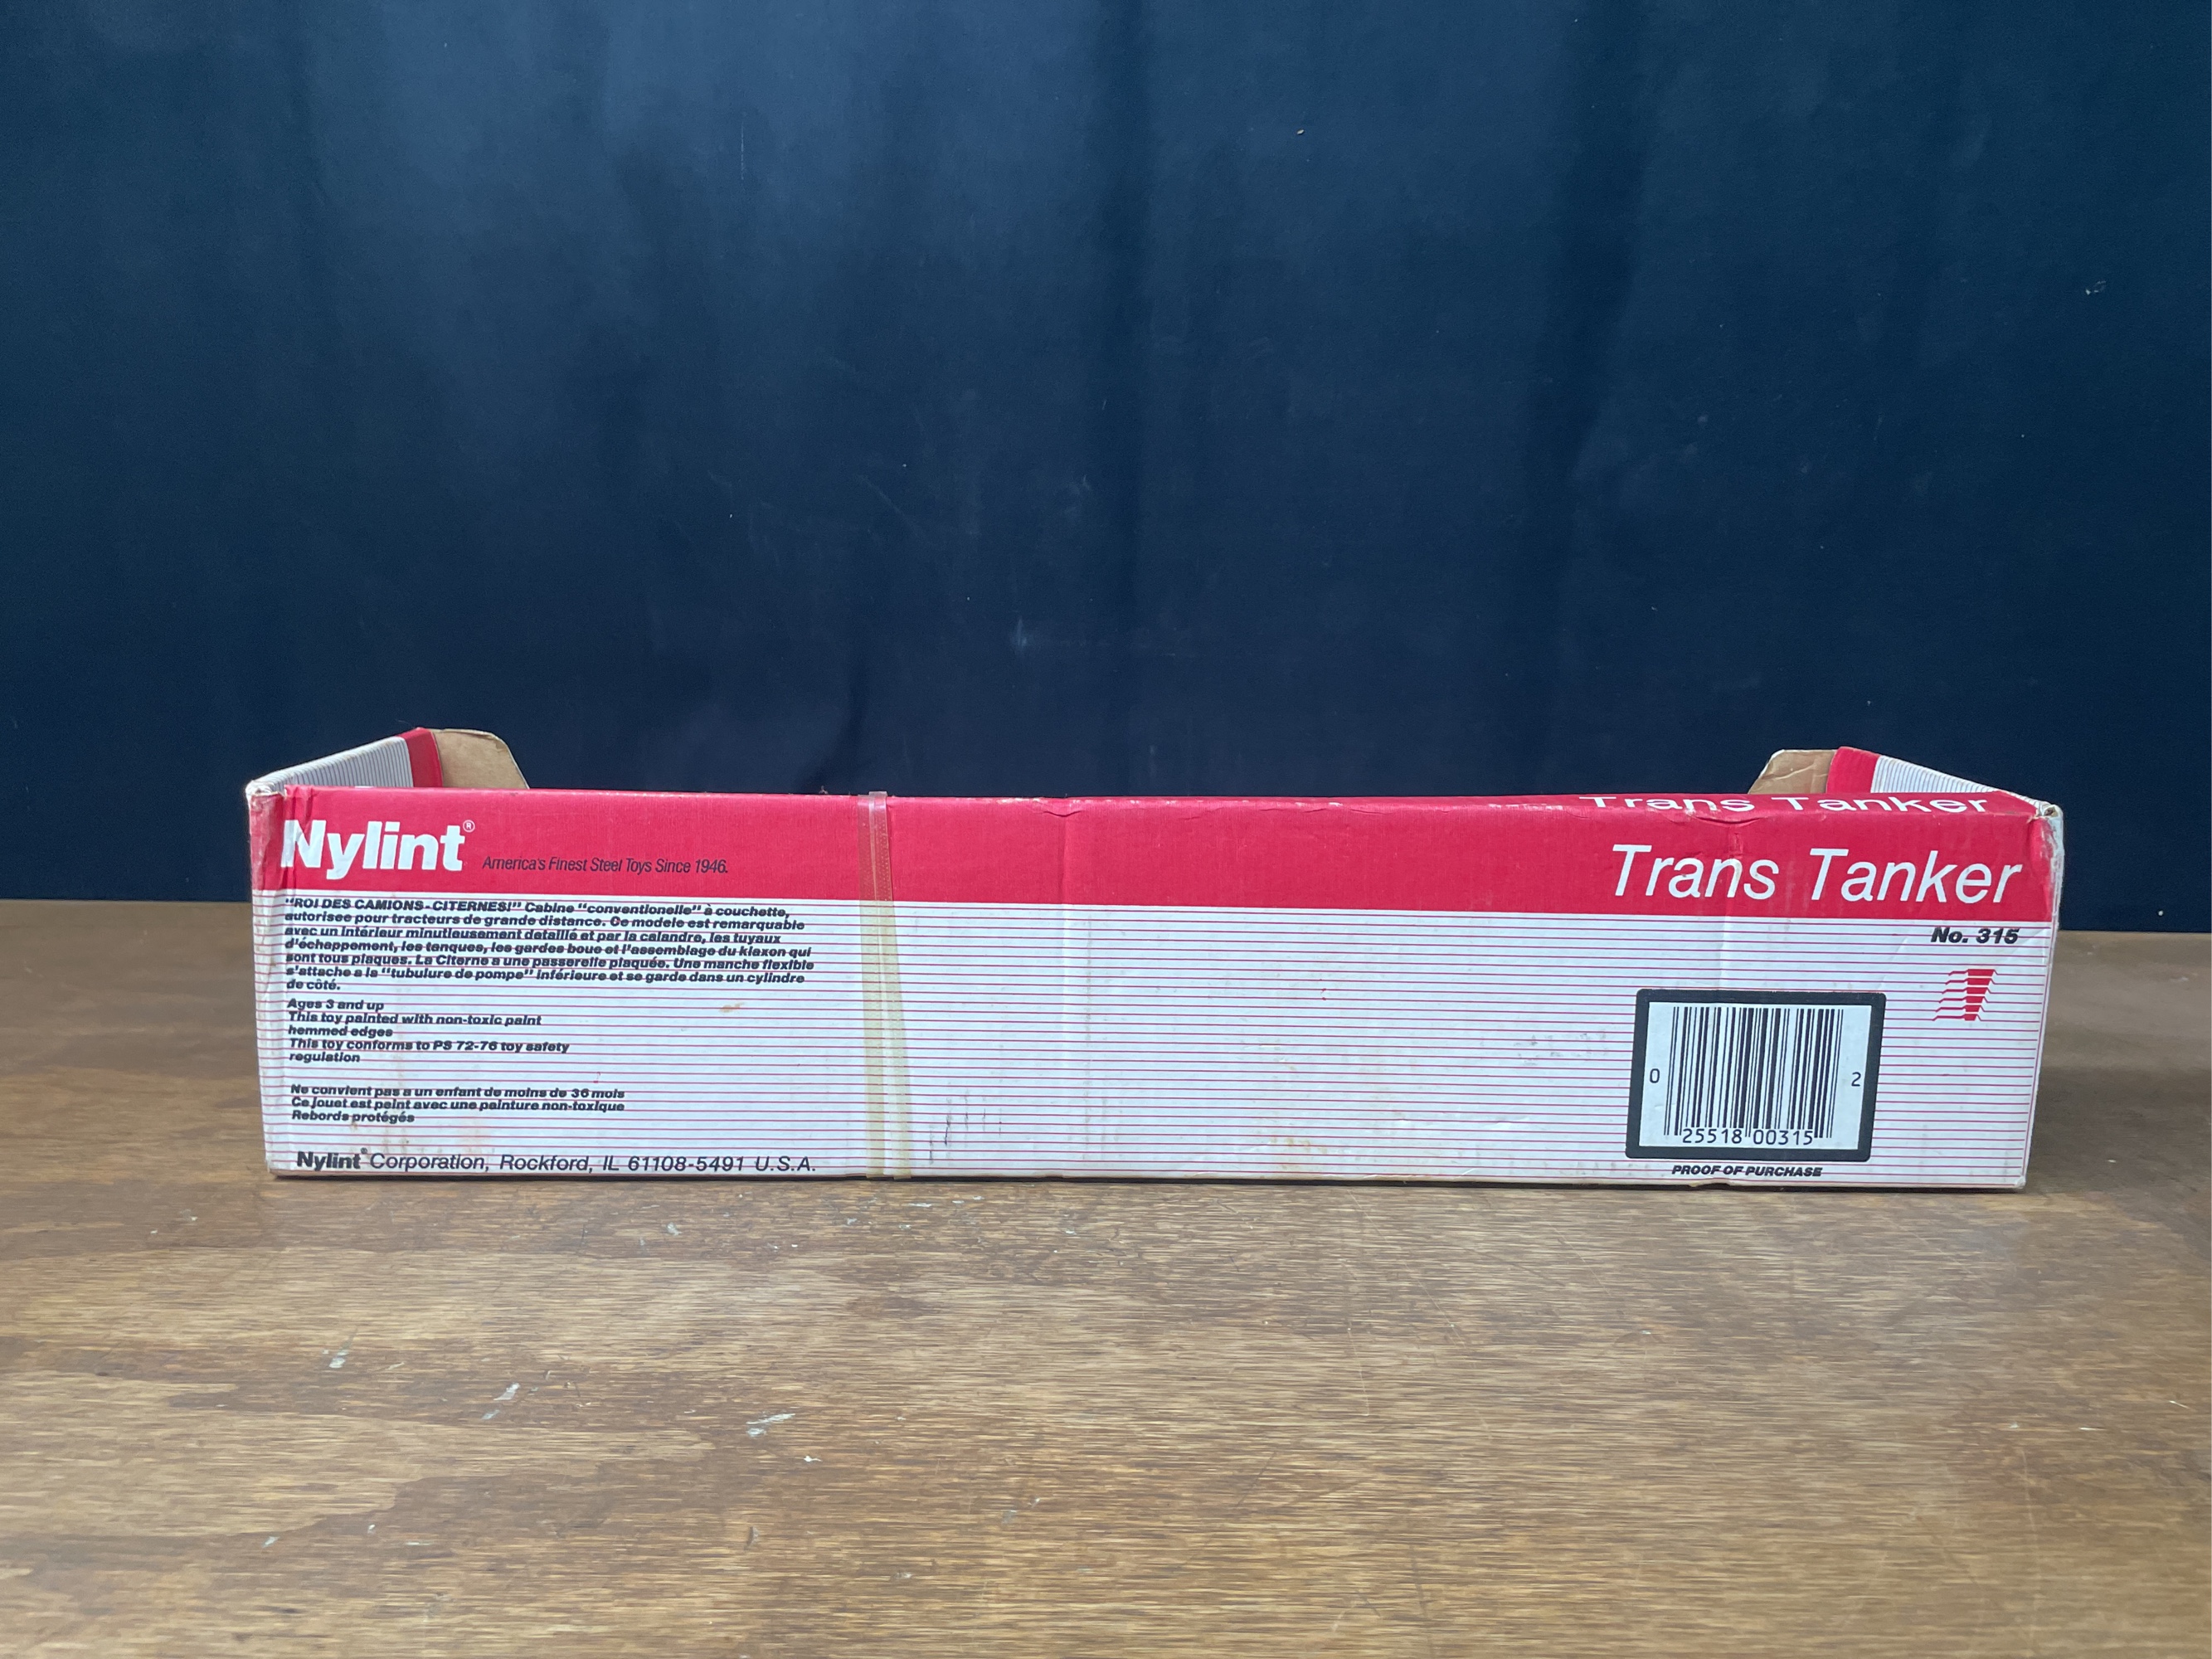 Trans Tanker
Nylint®
America's Finest Steel Toys Since 1946.
Trans Tanker
No. 315
"ROI DES CAMIONS-CITERNES!" Cabine "conventionelle" à couchette,
autorisee pour tracteurs de grande distance. Ce modele est remarquable
avec un intérieur minutieusement detaillé et par la calandre, les tuyaux
d'échappement, les tanques, les gardes boue et l'assemblage du klaxon qui
sont tous plaques. La Citerne a une passerelle plaquée. Une manche flexible
s'attache a la "tubulure de pompe" inférieure et se garde dans un cylindre
de côté.
Ages 3 and up
This toy painted with non-toxic paint
hemmed edges
This toy conforms to PS 72-76 toy safety
regulation
Ne convient pas a un enfant de moins de 36 mois
Ce jouet est peint avec une peinture non-toxique
Rebords protégés
Nylint® Corporation, Rockford, IL 61108-5491 U.S.A.
0 25518 00315 2
PROOF OF PURCHASE